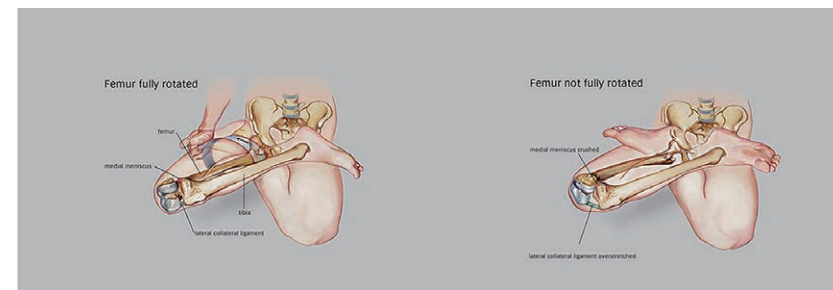 Femur fully rotated
femur
medial meniscus
tibia
lateral collateral ligament
Femur not fully rotated
medial meniscus crushed
lateral collateral ligament overstretched